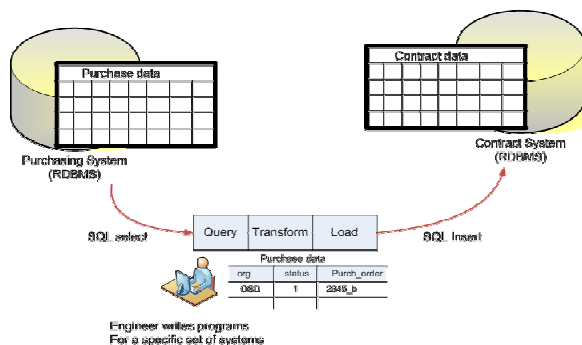 Purchase data
Contract data
Purchasing System
(RDBMS)
Contract System
(RDBMS)
SQL select
Query Transform Load
SQL Insert
Purchase data
org status Purch_order
OSD 1 2345_b
Engineer writes programs
For a specific set of systems